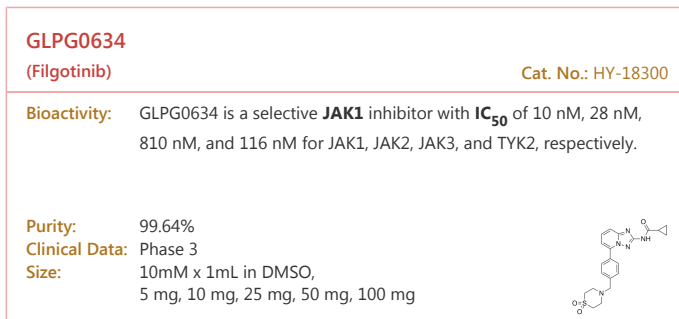 GLPG0634
(Filgotinib)
Cat. No.: HY-18300
Bioactivity: GLPG0634 is a selective JAK1 inhibitor with IC50 of 10 nM, 28 nM,
810 nM, and 116 nM for JAK1, JAK2, JAK3, and TYK2, respectively.
Purity: 99.64%
Clinical Data: Phase 3
Size: 10mM x 1mL in DMSO,
5 mg, 10 mg, 25 mg, 50 mg, 100 mg
O
N
NH
N
N
N
S
O
O